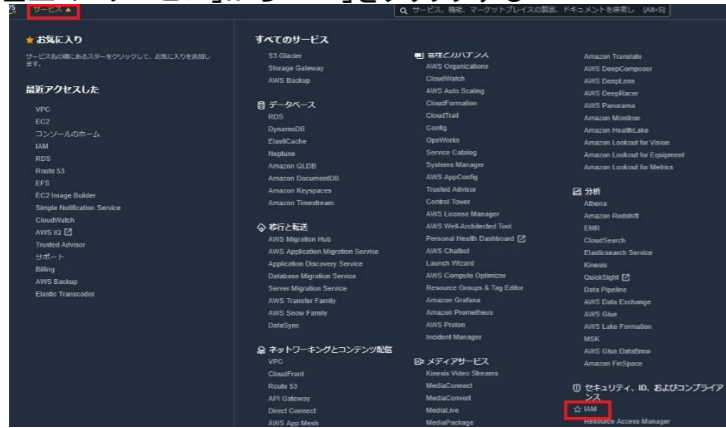 サービス ▲
サービス、機能、マーケットプレイスの製品、ドキュメントを検索し [Alt+S]
お気に入り
サービス名の横にあるスターをクリックして、お気に入りを追加し
ます。
最近アクセスした
VPC
EC2
コンソールのホーム
IAM
RDS
Route 53
EFS
EC2 Image Builder
Simple Notification Service
CloudWatch
AWS IQ
Trusted Advisor
サポート
Billing
AWS Backup
Elastic Transcoder
すべてのサービス
S3 Glacier
Storage Gateway
AWS Backup
データベース
RDS
DynamoDB
ElastiCache
Neptune
Amazon QLDB
Amazon DocumentDB
Amazon Keyspaces
Amazon Timestream
移行と転送
AWS Migration Hub
AWS Application Migration Service
Application Discovery Service
Database Migration Service
Server Migration Service
AWS Transfer Family
AWS Snow Family
DataSync
ネットワーキングとコンテンツ配信
VPC
CloudFront
Route 53
API Gateway
Direct Connect
AWS App Mesh
管理とガバナンス
AWS Organizations
CloudWatch
AWS Auto Scaling
CloudFormation
CloudTrail
Config
OpsWorks
Service Catalog
Systems Manager
AWS AppConfig
Trusted Advisor
Control Tower
AWS License Manager
AWS Well-Architected Tool
Personal Health Dashboard
AWS Chatbot
Launch Wizard
AWS Compute Optimizer
Resource Groups & Tag Editor
Amazon Grafana
Amazon Prometheus
AWS Proton
Incident Manager
メディアサービス
Kinesis Video Streams
MediaConnect
MediaConvert
MediaLive
MediaPackage
Amazon Translate
AWS DeepComposer
AWS DeepLens
AWS DeepRacer
AWS Panorama
Amazon Monitron
Amazon HealthLake
Amazon Lookout for Vision
Amazon Lookout for Equipment
Amazon Lookout for Metrics
分析
Athena
Amazon Redshift
EMR
CloudSearch
Elasticsearch Service
Kinesis
QuickSight
Data Pipeline
AWS Data Exchange
AWS Glue
AWS Lake Formation
MSK
AWS Glue DataBrew
Amazon FinSpace
セキュリティ、ID、およびコンプライア
ンス
IAM
Resource Access Manager